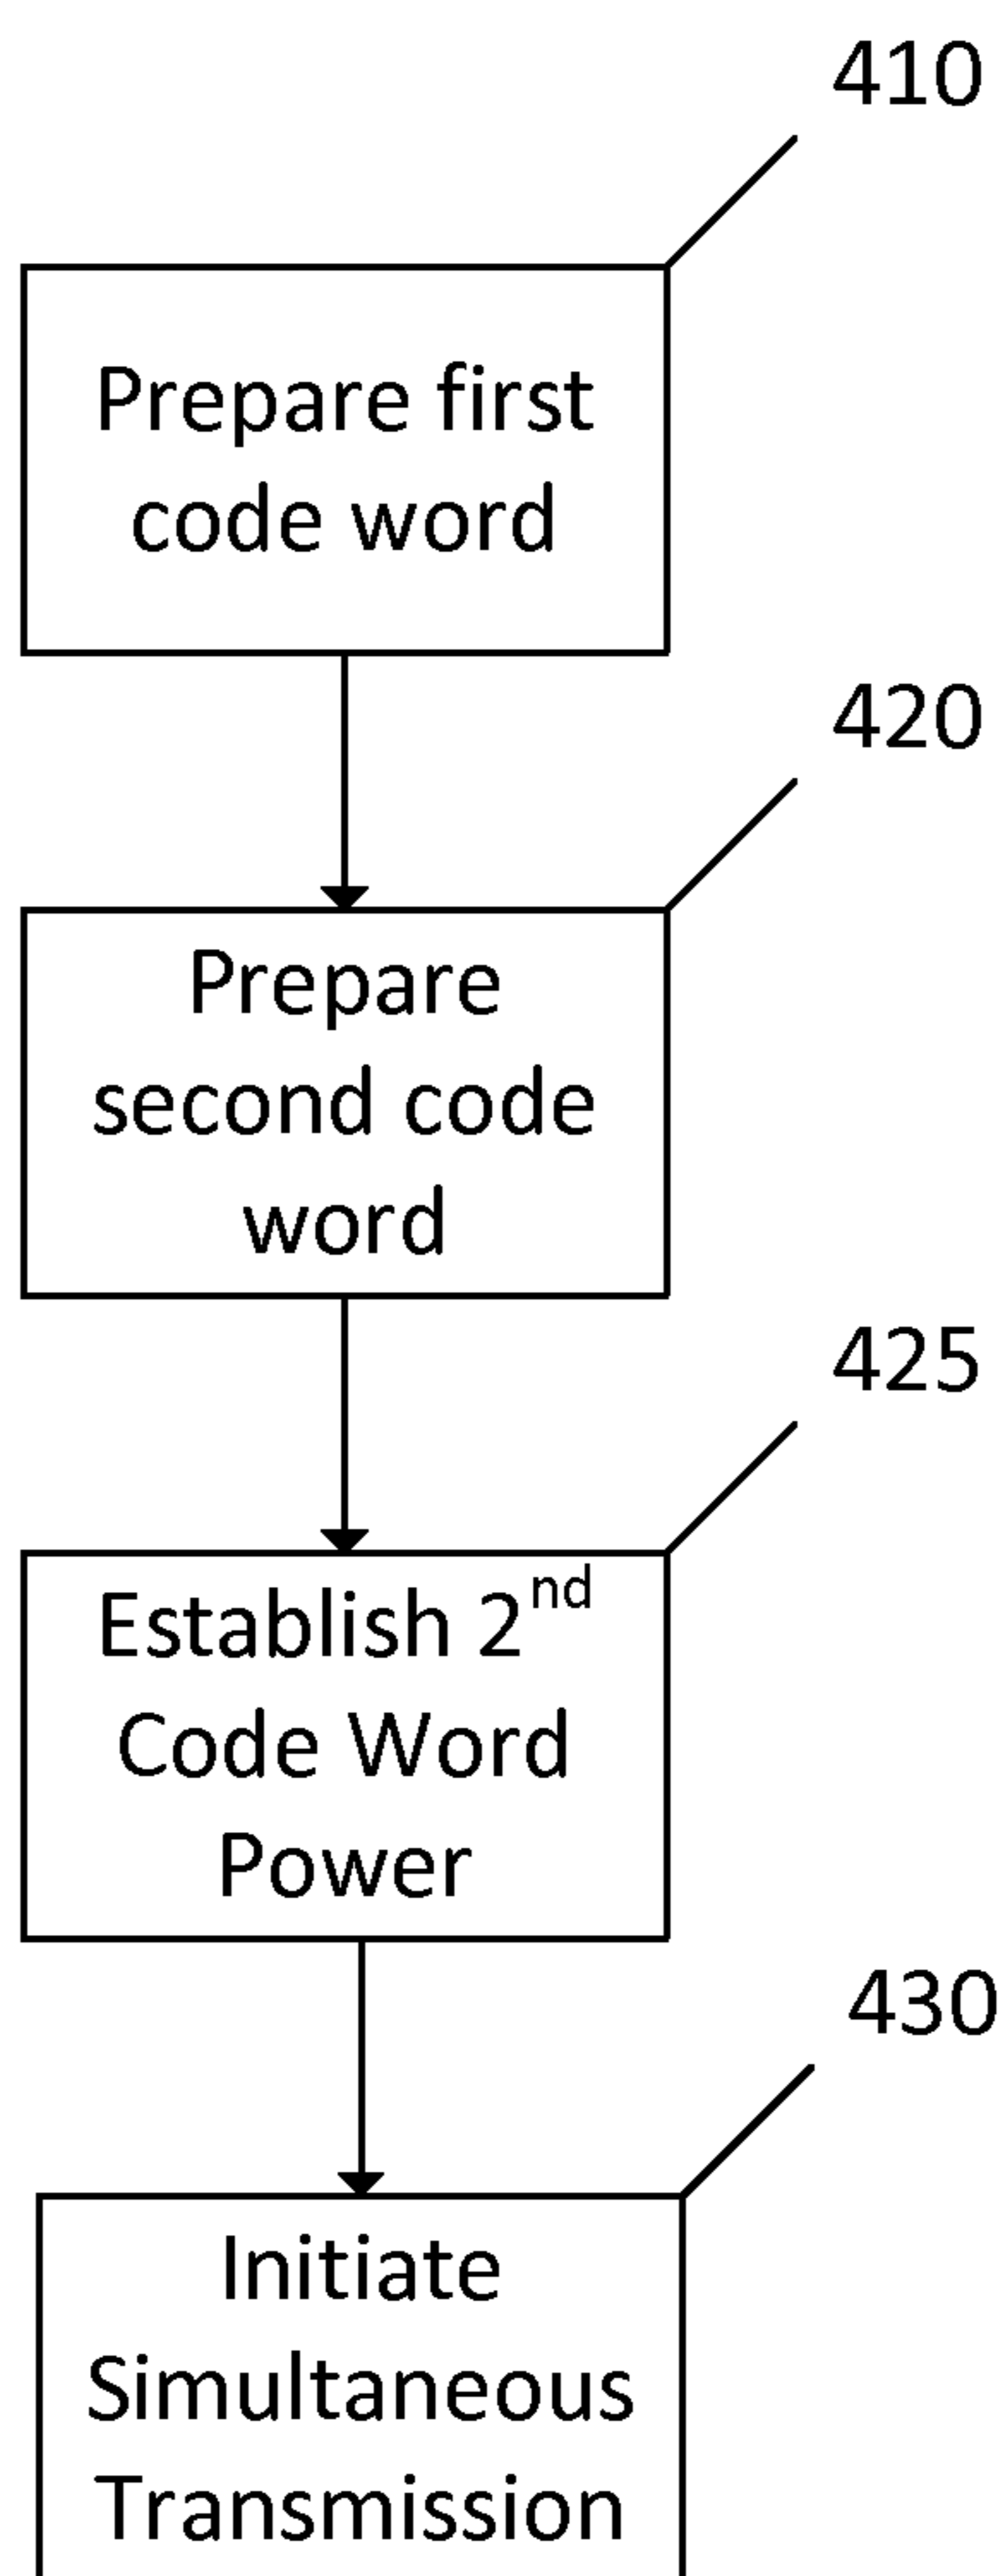 410
Prepare first
code word
420
Prepare
second code
word
425
Establish 2nd
Code Word
Power
430
Initiate
Simultaneous
Transmission